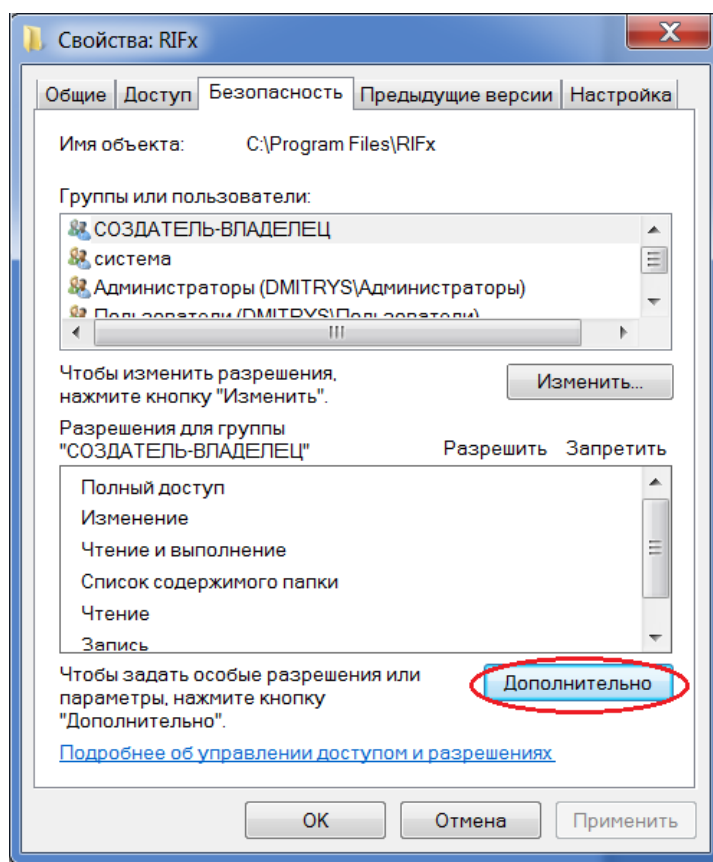 Свойства: RIFx
Общие Доступ Безопасность Предыдущие версии Настройка
Имя объекта: C:\Program Files\RIFx
Группы или пользователи:
СОЗДАТЕЛЬ-ВЛАДЕЛЕЦ
система
Администраторы (DMITRYS\Администраторы)
Пользователи (DMITRYS\Пользователи)
Чтобы изменить разрешения,
нажмите кнопку "Изменить".
Изменить...
Разрешения для группы
"СОЗДАТЕЛЬ-ВЛАДЕЛЕЦ" Разрешить Запретить
Полный доступ
Изменение
Чтение и выполнение
Список содержимого папки
Чтение
Запись
Чтобы задать особые разрешения или
параметры, нажмите кнопку
"Дополнительно".
Дополнительно
Подробнее об управлении доступом и разрешениях
ОК Отмена Применить